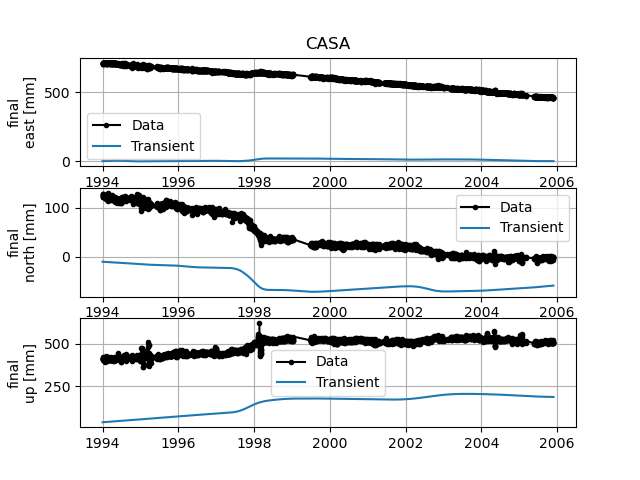 CASA
final
east [mm]
500
0
Data
Transient
1994 1996 1998 2000 2002 2004 2006
final
north [mm]
100
0
Data
Transient
1994 1996 1998 2000 2002 2004 2006
final
up [mm]
500
250
Data
Transient
1994 1996 1998 2000 2002 2004 2006